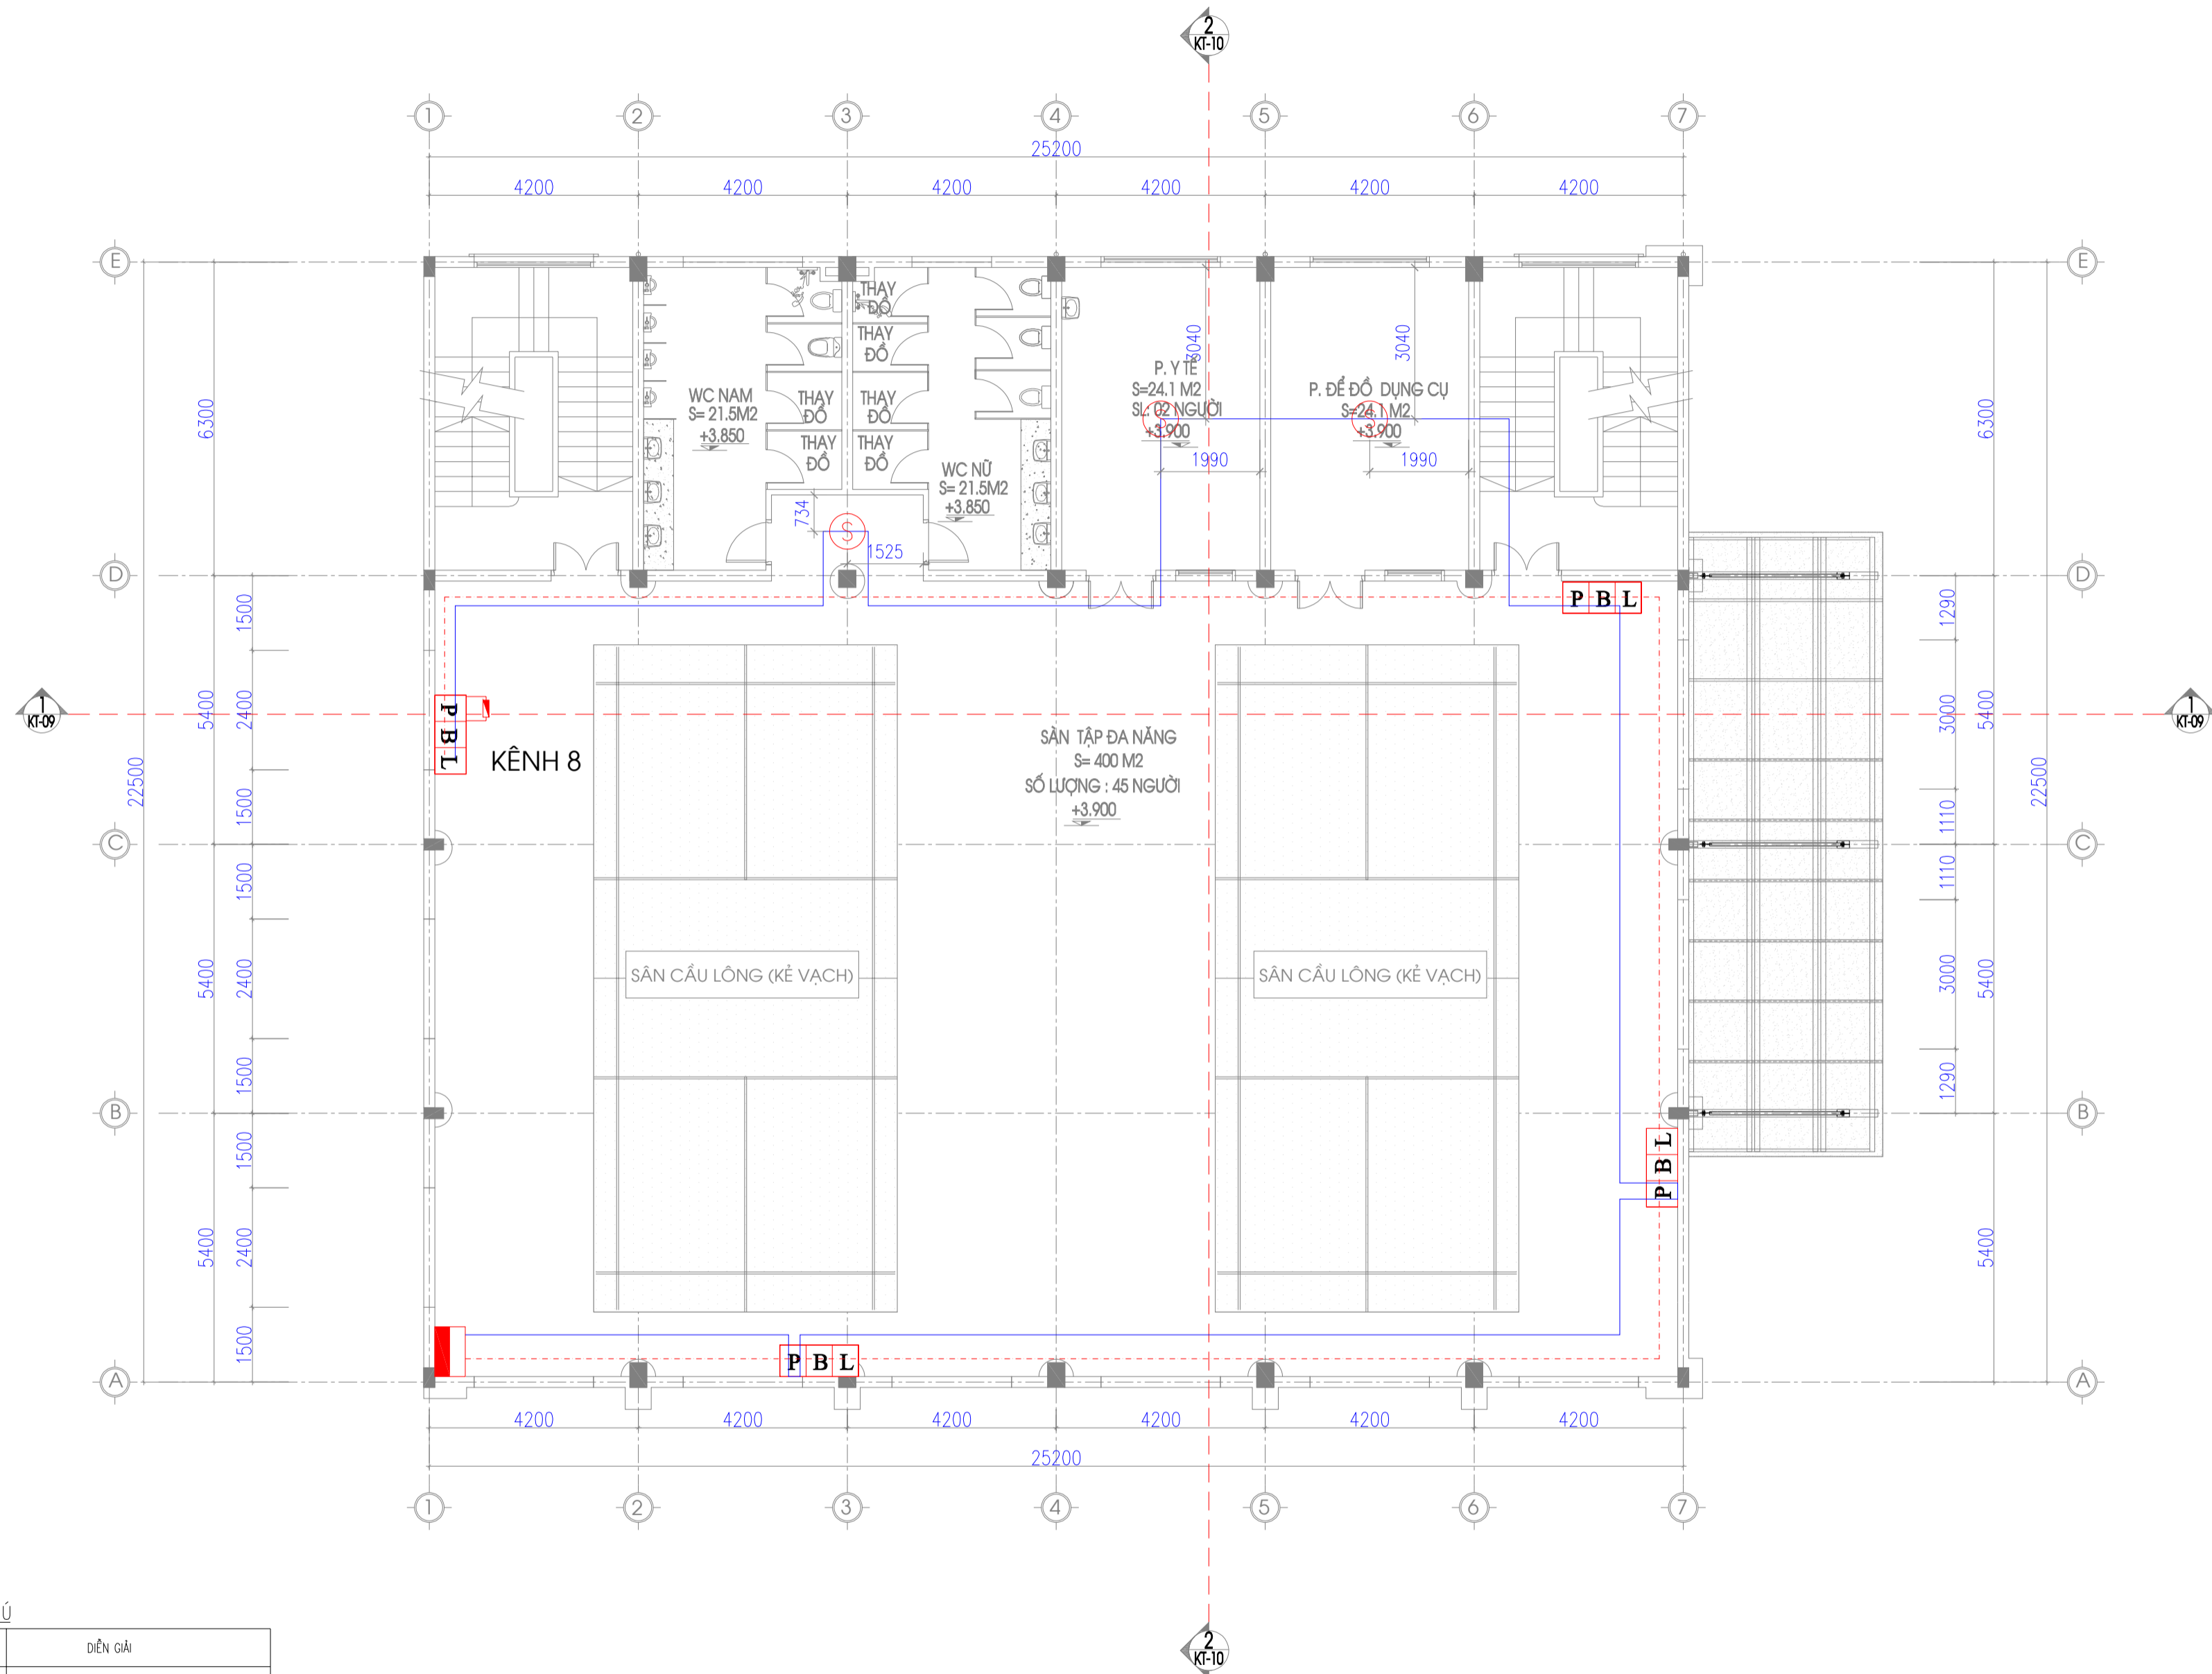 2
KT-10
1
2
3
4
5
6
7
25200
4200
4200
4200
4200
4200
4200
E
E
THAY
ĐỒ
THAY
ĐỒ
3040
3040
P. Y TẾ
S=24.1 M2
SL: 02 NGƯỜI
+3.900
P. ĐỂ ĐỒ DỤNG CỤ
S=24.1 M2
+3.900
WC NAM
S= 21.5M2
+3.850
THAY
ĐỒ
THAY
ĐỒ
THAY
ĐỒ
THAY
ĐỒ
WC NỮ
S= 21.5M2
+3.850
S
S
S
1990
1990
734
1525
6300
6300
D
D
P B L
1500
1290
5400
2400
3000
5400
1
KT-09
1
KT-09
P B L
KÊNH 8
SÀN TẬP ĐA NĂNG
S= 400 M2
SỐ LƯỢNG : 45 NGƯỜI
+3.900
22500
1500
1110
22500
C
C
1500
1110
SÂN CẦU LÔNG (KẺ VẠCH)
SÂN CẦU LÔNG (KẺ VẠCH)
5400
2400
3000
5400
1500
1290
B
B
1500
P B L
5400
2400
5400
1500
P B L
A
A
4200
4200
4200
4200
4200
4200
25200
1
2
3
4
5
6
7
Ú
DIỄN GIẢI
2
KT-10